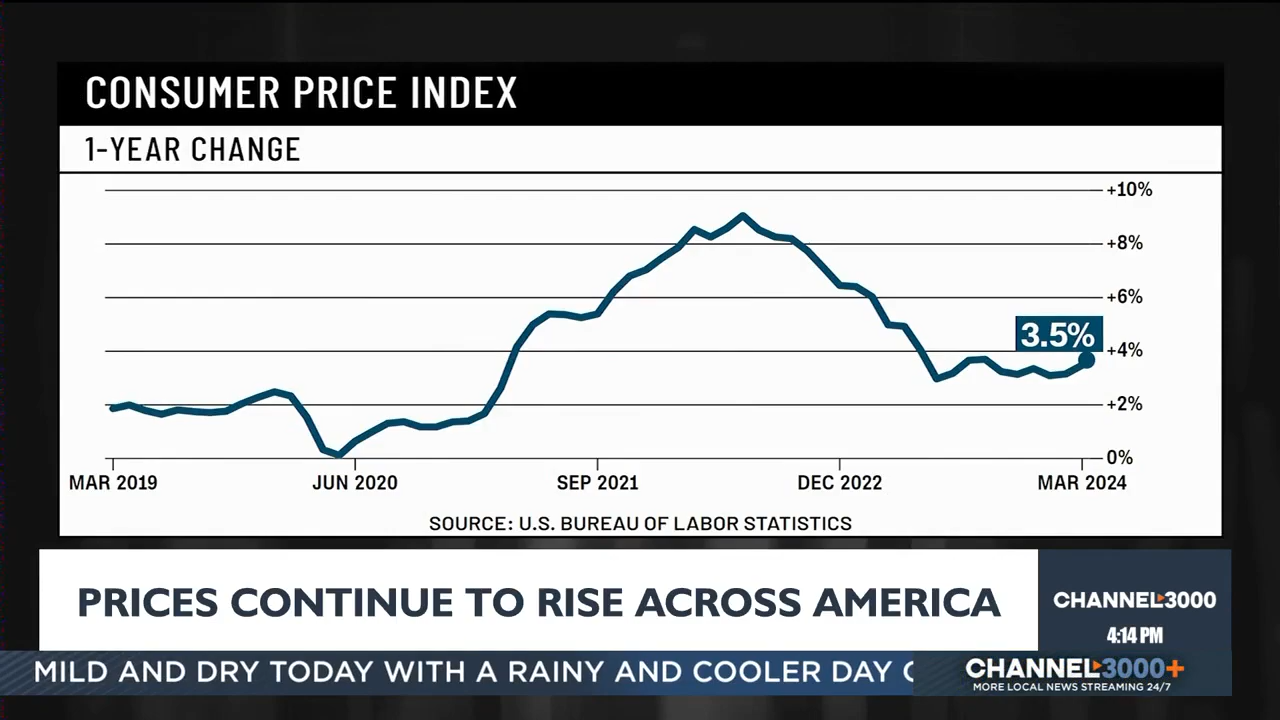 CONSUMER PRICE INDEX
1-YEAR CHANGE
+10%
+8%
+6%
3.5%
+4%
+2%
0%
MAR 2019 JUN 2020 SEP 2021 DEC 2022 MAR 2024
SOURCE: U.S. BUREAU OF LABOR STATISTICS
PRICES CONTINUE TO RISE ACROSS AMERICA
CHANNEL3000
4:14 PM
MILD AND DRY TODAY WITH A RAINY AND COOLER DAY
CHANNEL3000+
MORE LOCAL NEWS STREAMING 24/7